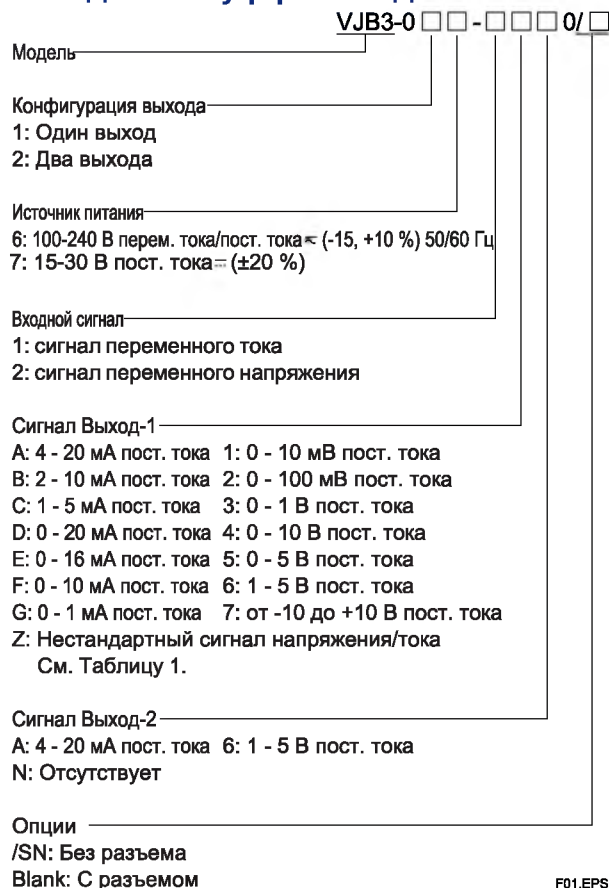 VJB3-0 □ □ - □ □ □ 0/ □
Модель
Конфигурация выхода
1: Один выход
2: Два выхода
Источник питания
6: 100-240 В перем. тока/пост. тока (-15, +10 %) 50/60 Гц
7: 15-30 В пост. тока (±20 %)
Входной сигнал
1: сигнал переменного тока
2: сигнал переменного напряжения
Сигнал Выход-1
A: 4 - 20 мА пост. тока 1: 0 - 10 мВ пост. тока
B: 2 - 10 мА пост. тока 2: 0 - 100 мВ пост. тока
C: 1 - 5 мА пост. тока 3: 0 - 1 В пост. тока
D: 0 - 20 мА пост. тока 4: 0 - 10 В пост. тока
E: 0 - 16 мА пост. тока 5: 0 - 5 В пост. тока
F: 0 - 10 мА пост. тока 6: 1 - 5 В пост. тока
G: 0 - 1 мА пост. тока 7: от -10 до +10 В пост. тока
Z: Нестандартный сигнал напряжения/тока
См. Таблицу 1.
Сигнал Выход-2
A: 4 - 20 мА пост. тока 6: 1 - 5 В пост. тока
N: Отсутствует
Опции
/SN: Без разъема
Blank: С разъемом
F01.EPS